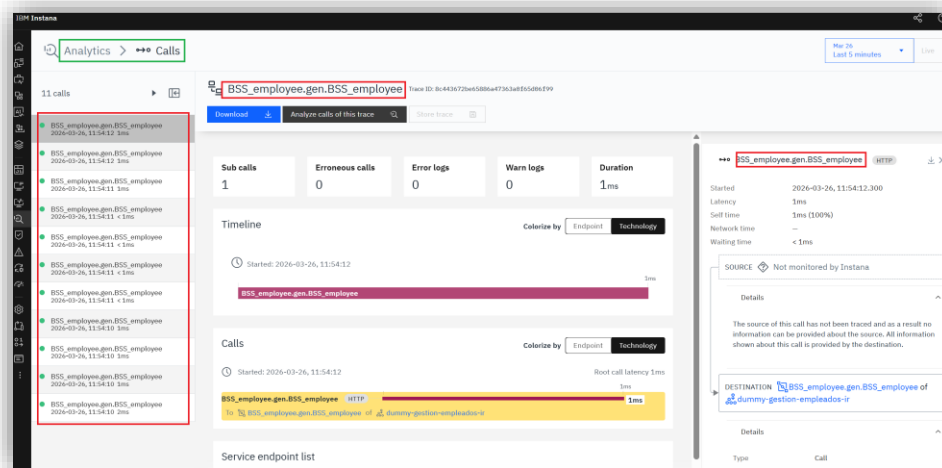 IBM Instana
Analytics > Calls
Mar 26
Last 5 minutes
Live
11 calls
BSS_employee.gen.BSS_employee
2026-03-26, 11:54:12 1ms
BSS_employee.gen.BSS_employee
2026-03-26, 11:54:12 1ms
BSS_employee.gen.BSS_employee
2026-03-26, 11:54:11 1ms
BSS_employee.gen.BSS_employee
2026-03-26, 11:54:11 < 1ms
BSS_employee.gen.BSS_employee
2026-03-26, 11:54:11 < 1ms
BSS_employee.gen.BSS_employee
2026-03-26, 11:54:11 < 1ms
BSS_employee.gen.BSS_employee
2026-03-26, 11:54:11 < 1ms
BSS_employee.gen.BSS_employee
2026-03-26, 11:54:10 1ms
BSS_employee.gen.BSS_employee
2026-03-26, 11:54:10 1ms
BSS_employee.gen.BSS_employee
2026-03-26, 11:54:10 1ms
BSS_employee.gen.BSS_employee
2026-03-26, 11:54:10 2ms
BSS_employee.gen.BSS_employee Trace ID:
Download
Analyze calls of this trace
Store trace
Sub calls
1
Erroneous calls
0
Error logs
0
Warn logs
0
Duration
1ms
Timeline
Colorize by Endpoint Technology
Started: 2026-03-26, 11:54:12
1ms
BSS_employee.gen.BSS_employee
Calls
Colorize by Endpoint Technology
Started: 2026-03-26, 11:54:12
Root call latency 1ms
1ms
BSS_employee.gen.BSS_employee HTTP
1ms
To BSS_employee.gen.BSS_employee of dummy-gestion-empleados-ir
Service endpoint list
BSS_employee.gen.BSS_employee HTTP
Started 2026-03-26, 11:54:12.300
Latency 1ms
Self time 1ms (100%)
Network time —
Waiting time < 1ms
SOURCE Not monitored by Instana
Details
The source of this call has not been traced and as a result no
information can be provided about the source. All information
shown about this call is provided by the destination.
DESTINATION BSS_employee.gen.BSS_employee of
dummy-gestion-empleados-ir
Details
Type Call